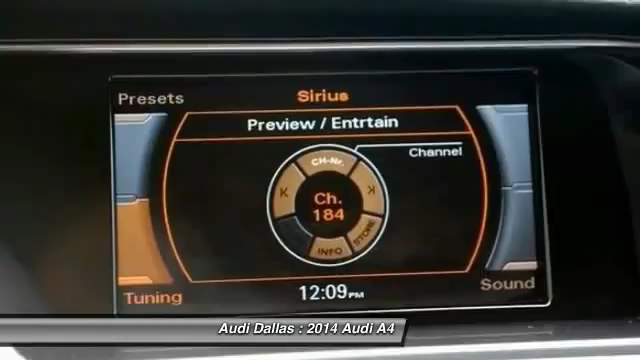 Presets
Sirius
Preview / Entrtain
Channel
CH-Nr.
K
K
Ch.
184
STORE
INFO
Tuning
12:09PM
Sound
Audi Dallas : 2014 Audi A4